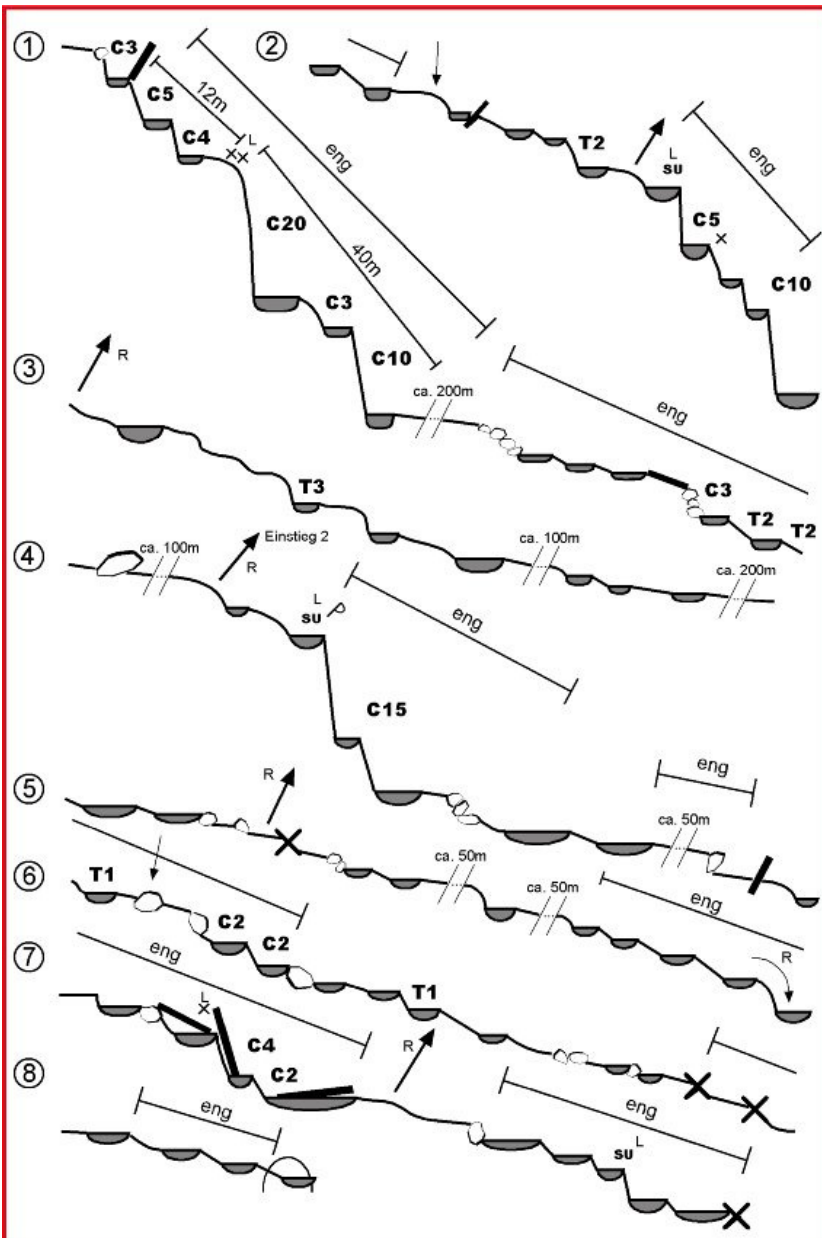 1
C3
12m
C5
C4
L
eng
C20
40m
C3
C10
2
T2
L
su
eng
C5
C10
3
R
ca. 200m
eng
T3
C3
T2
T2
ca. 100m
ca. 200m
4
ca. 100m
Einstieg 2
R
L
su
eng
C15
5
R
eng
ca. 50m
ca. 50m
ca. 50m
6
T1
eng
C2
C2
R
7
eng
T1
L
C4
C2
R
8
eng
eng
su
L